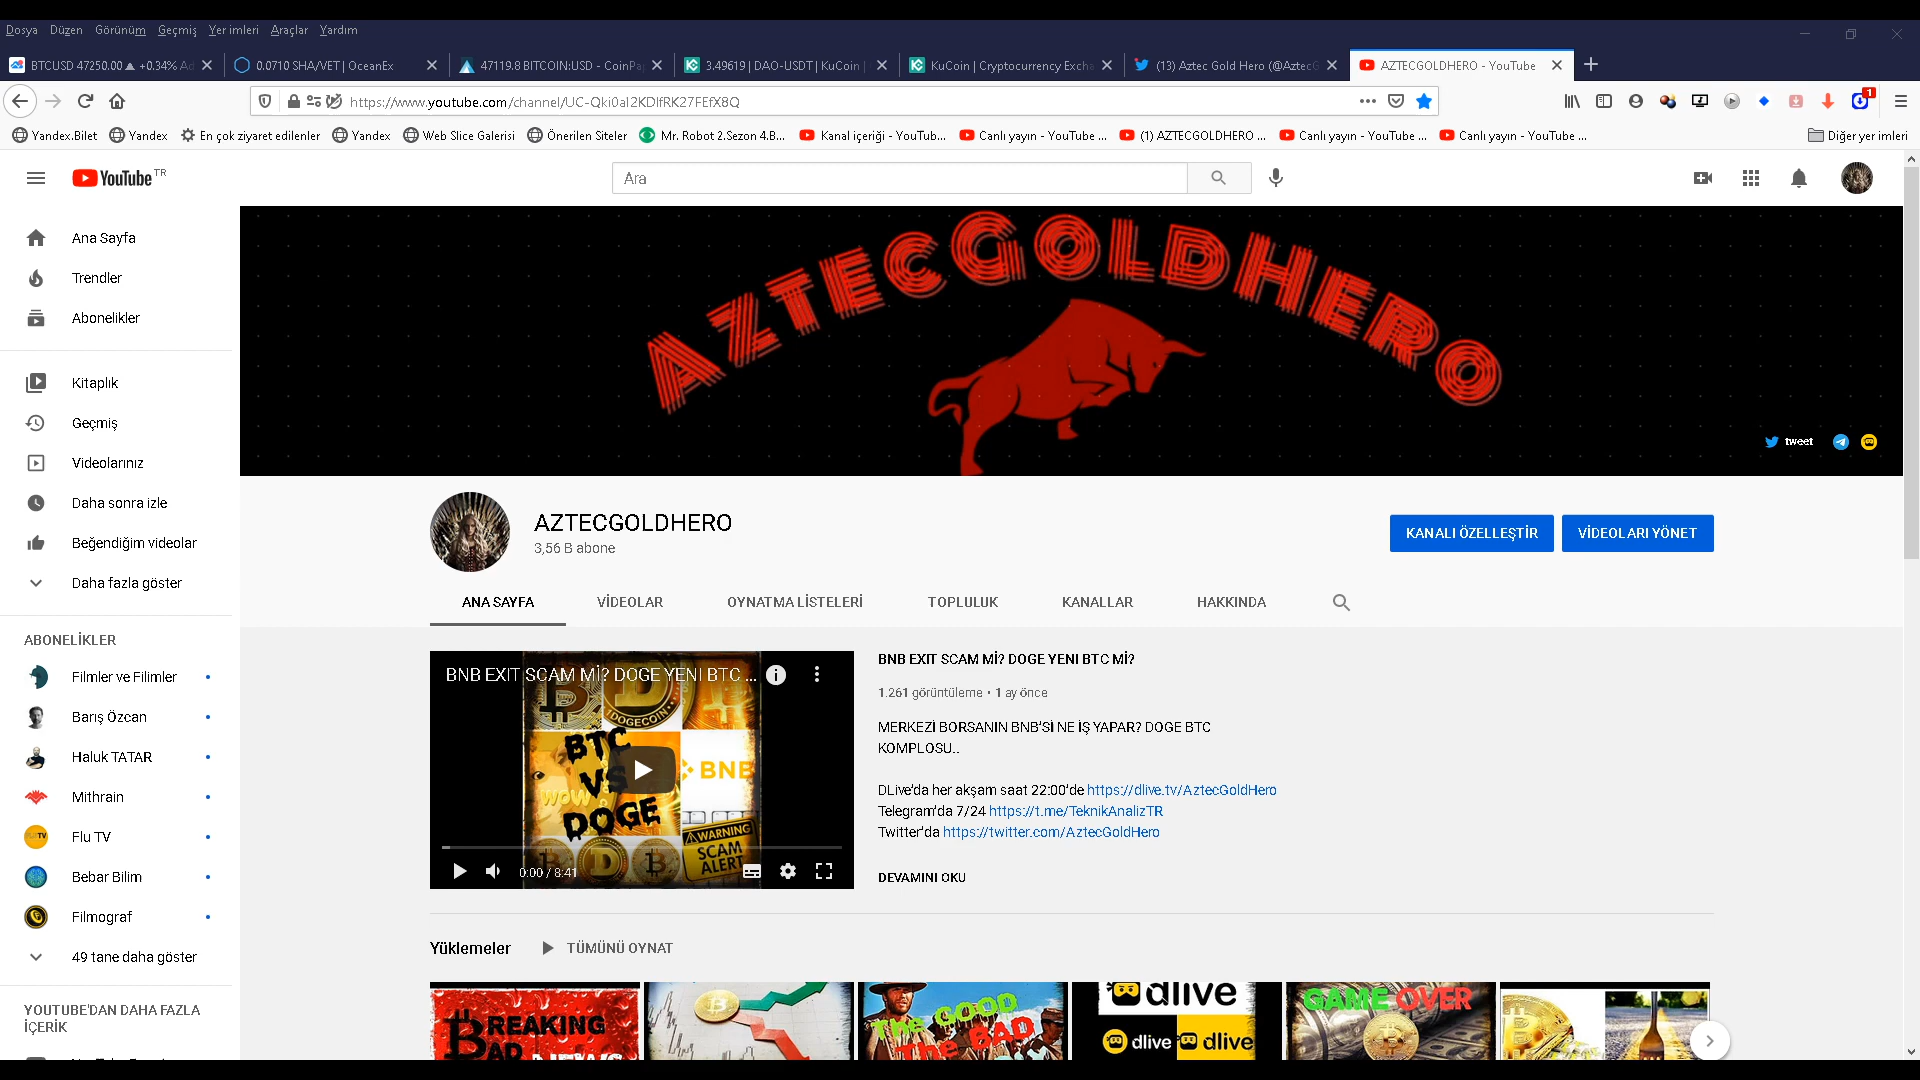 Dosya Düzen Görünüm Geçmiş Yer imleri Araçlar Yardım
BTCUSD 47250.00 ▲ +0.34% Ad
0.0710 SHA/VET | OceanEx
47119.8 BITCOIN:USD - CoinPa
3.49619 | DAO-USDT | KuCoin |
KuCoin | Cryptocurrency Excha
(13) Aztec Gold Hero (@AztecG
AZTECGOLDHERO - YouTube
https://www.youtube.com/channel/
1
Yandex.Bilet Yandex En çok ziyaret edilenler Yandex Web Slice Galerisi Önerilen Siteler Mr. Robot 2.Sezon 4.B... Kanal içeriği - YouTub... Canlı yayın - YouTube ... (1) AZTECGOLDHERO ... Canlı yayın - YouTube ... Canlı yayın - YouTube ... Diğer yer imleri
YouTube TR
Ara
Ana Sayfa
Trendler
Abonelikler
Kitaplık
Geçmiş
Videolarınız
Daha sonra izle
Beğendiğim videolar
Daha fazla göster
ABONELİKLER
Filmler ve Filimler
Barış Özcan
Haluk TATAR
Mithrain
Flu TV
Bebar Bilim
Filmograf
49 tane daha göster
YOUTUBE'DAN DAHA FAZLA
İÇERİK
AZTECGOLDHERO
tweet
AZTECGOLDHERO
3,56 B abone
KANALI ÖZELLEŞTİR
VİDEOLARI YÖNET
ANA SAYFA VİDEOLAR OYNATMA LİSTELERİ TOPLULUK KANALLAR HAKKINDA
BNB EXIT SCAM Mİ? DOGE YENI BTC ...
DOGECOIN
BTC
VS
DOGE
WOW
BNB
WARNING
SCAM
ALERT
0:00 / 8:41
BNB EXIT SCAM Mİ? DOGE YENI BTC Mİ?
1.261 görüntüleme • 1 ay önce
MERKEZİ BORSANIN BNB'Sİ NE İŞ YAPAR? DOGE BTC
KOMPLOSU..
DLive'da her akşam saat 22:00'de https://dlive.tv/AztecGoldHero
Telegram'da 7/24 https://t.me/TeknikAnalizTR
Twitter'da https://twitter.com/AztecGoldHero
DEVAMINI OKU
Yüklemeler TÜMÜNÜ OYNAT
BREAKING
BAD NEWS
The GOOD
The BAD
dlive
dlive dlive
GAME OVER